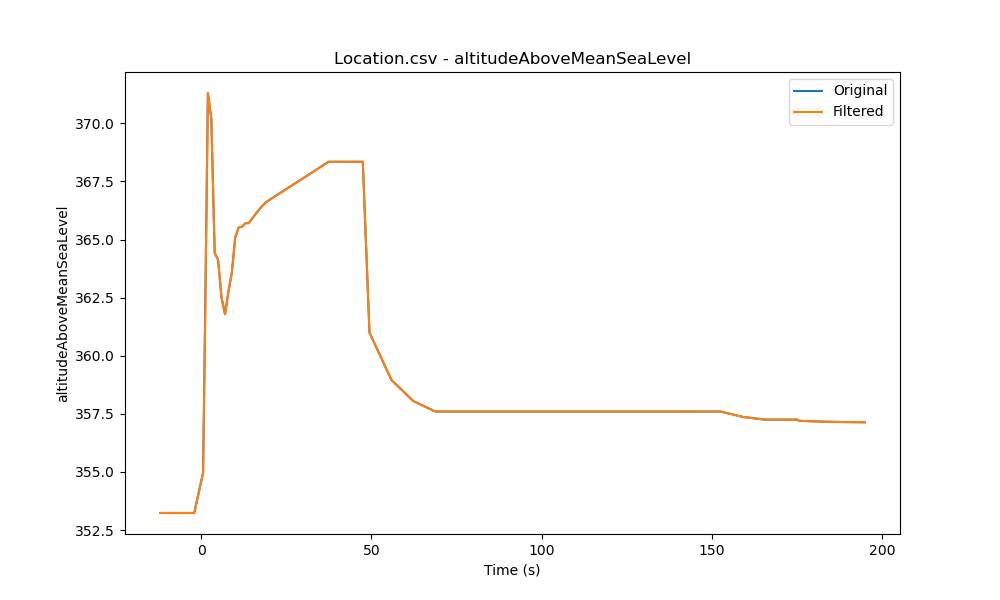 Location.csv - altitudeAboveMeanSeaLevel
Original
Filtered
370.0
367.5
365.0
362.5
360.0
357.5
355.0
352.5
altitudeAboveMeanSeaLevel
0
50
100
150
200
Time (s)